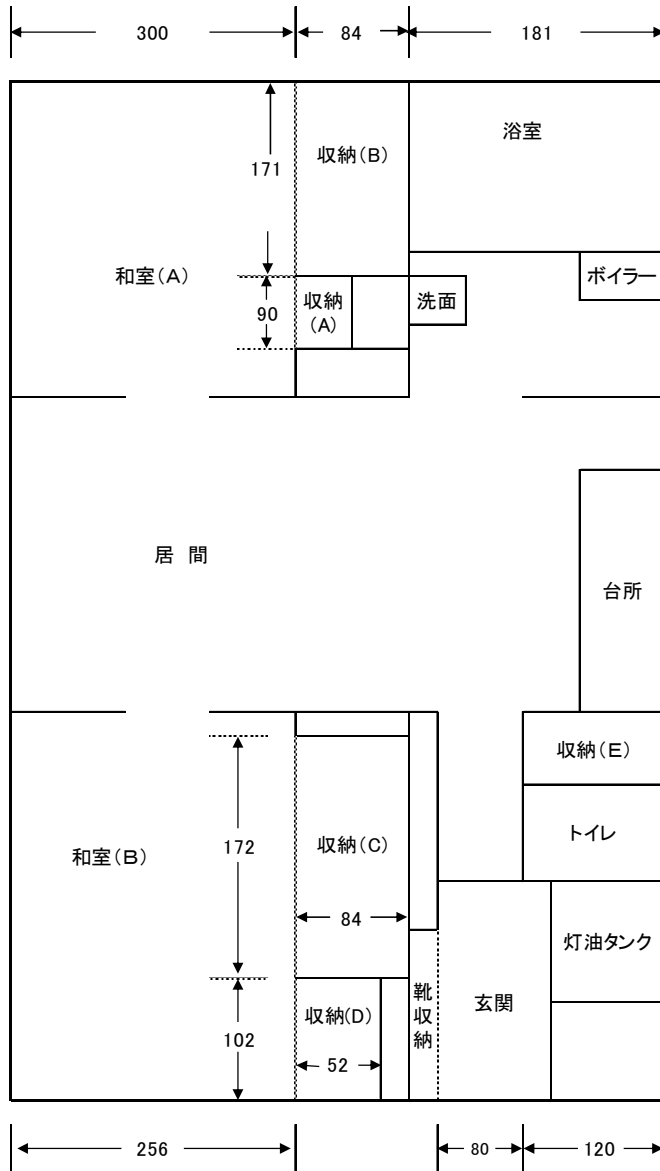 300
84
181
浴室
収納(B)
171
和室(A)
ボイラー
収納
(A)
洗面
90
居 間
台所
収納(E)
トイレ
172
収納(C)
和室(B)
84
灯油タンク
靴
収
納
玄関
収納(D)
102
52
256
80
120